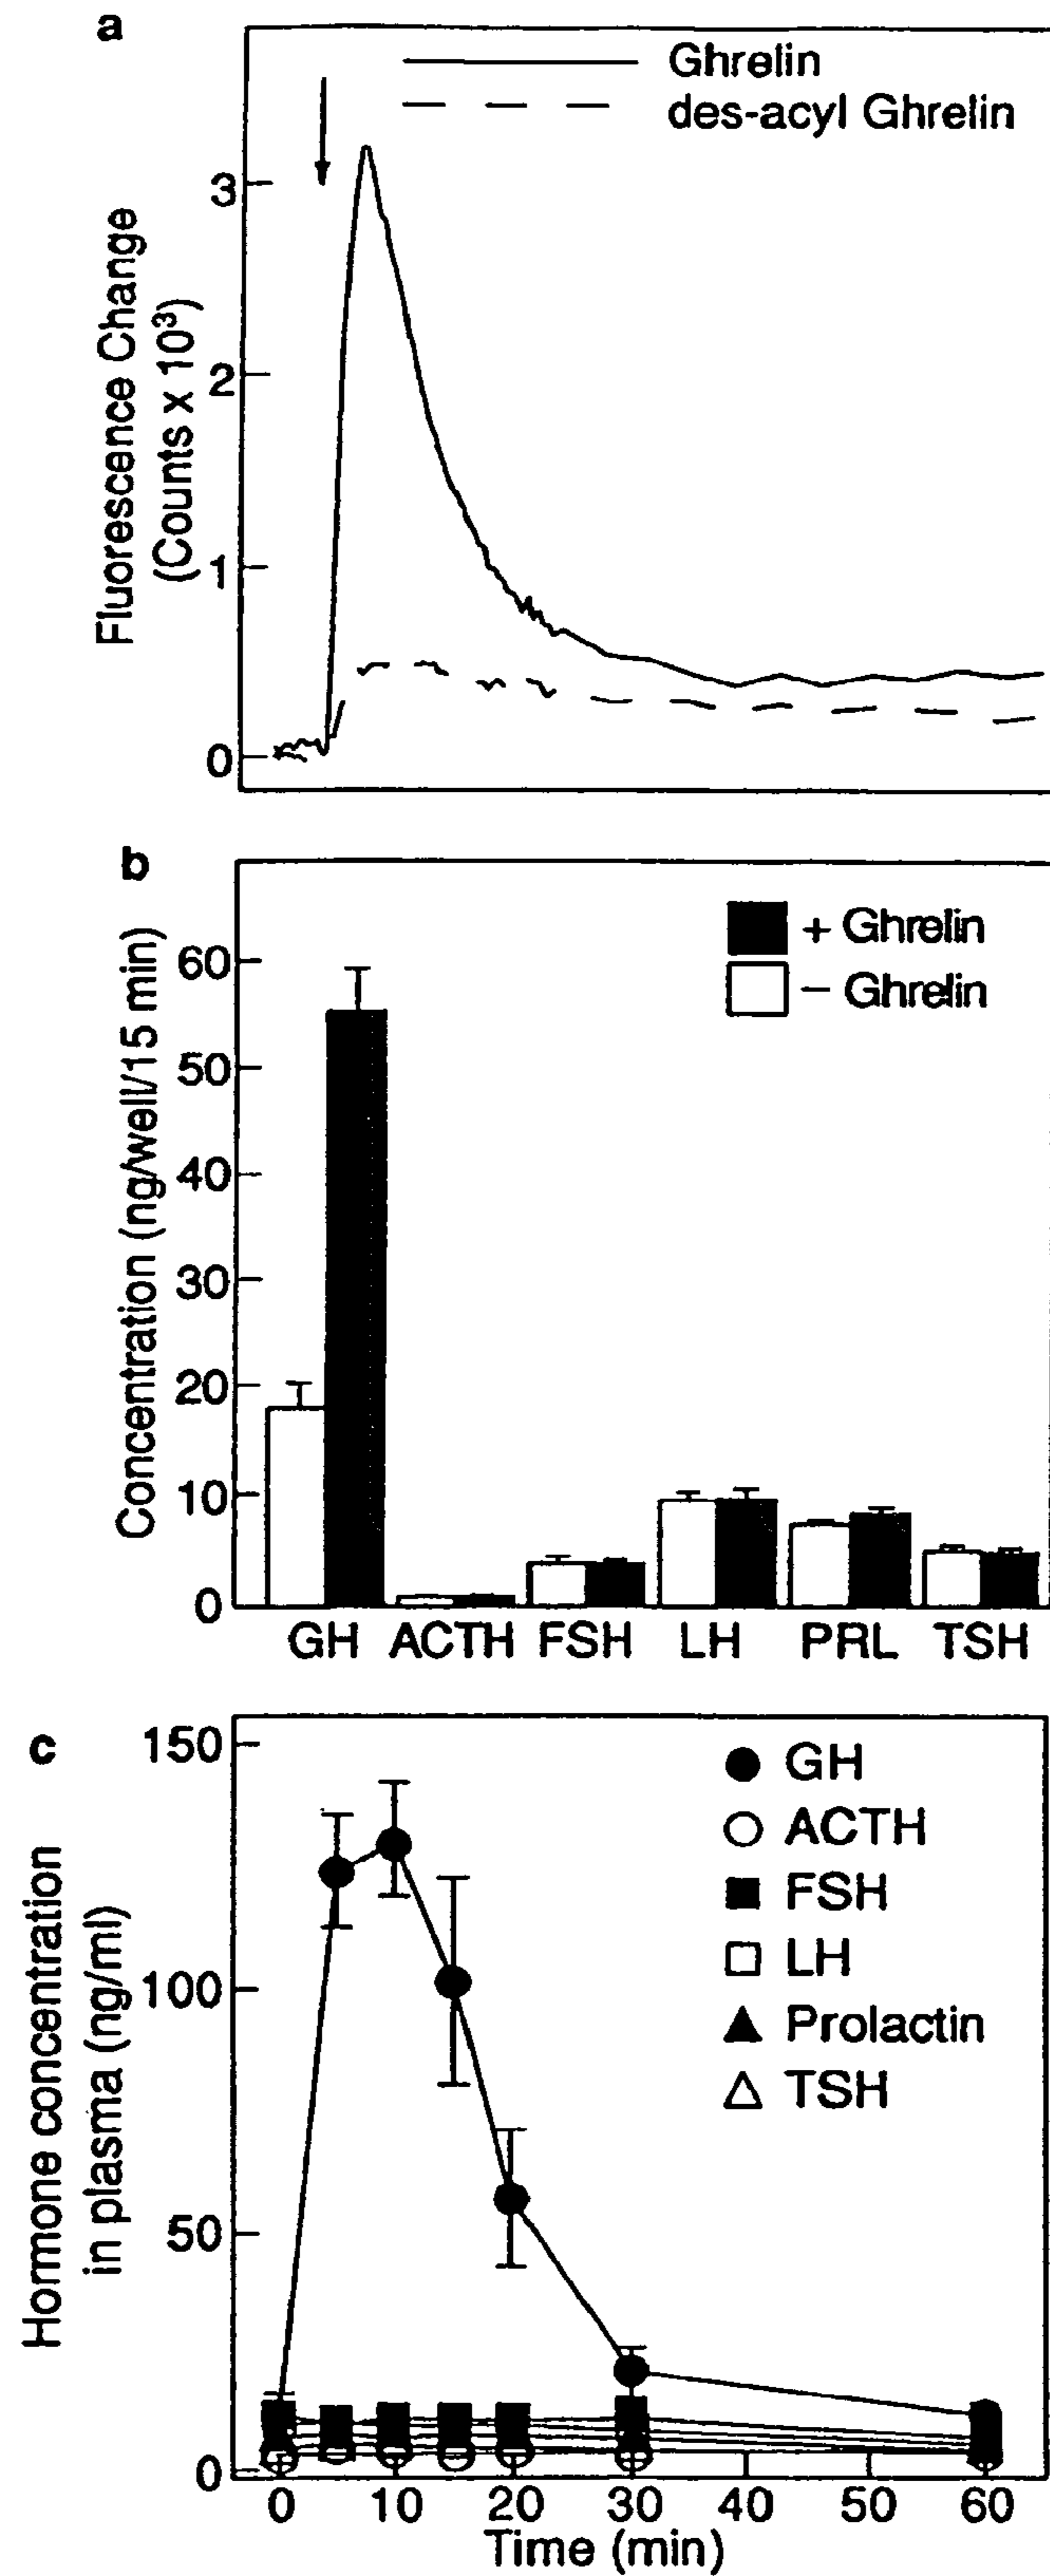 a
Ghrelin
des-acyl Ghrelin
Fluorescence Change
(Counts x 10³)
3
2
1
0
b
+ Ghrelin
− Ghrelin
Concentration (ng/well/15 min)
60
50
40
30
20
10
0
GH ACTH FSH LH PRL TSH
c
GH
ACTH
FSH
LH
Prolactin
TSH
Hormone concentration
in plasma (ng/ml)
150
100
50
0
0 10 20 30 40 50 60
Time (min)